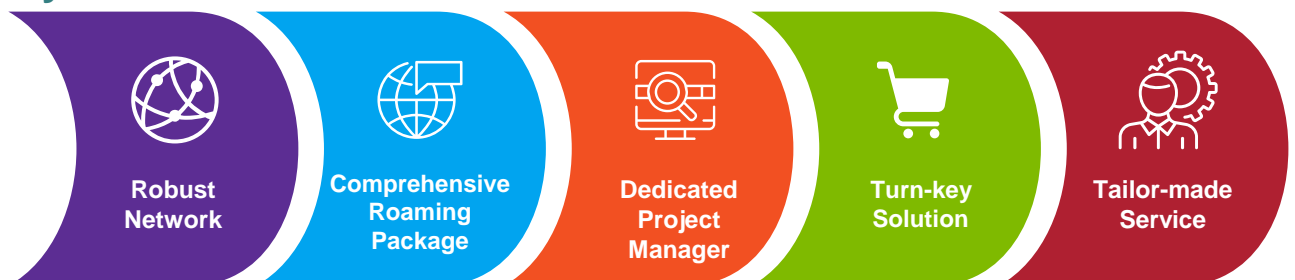 Robust
Network
Comprehensive
Roaming
Package
Dedicated
Project
Manager
Turn-key
Solution
Tailor-made
Service